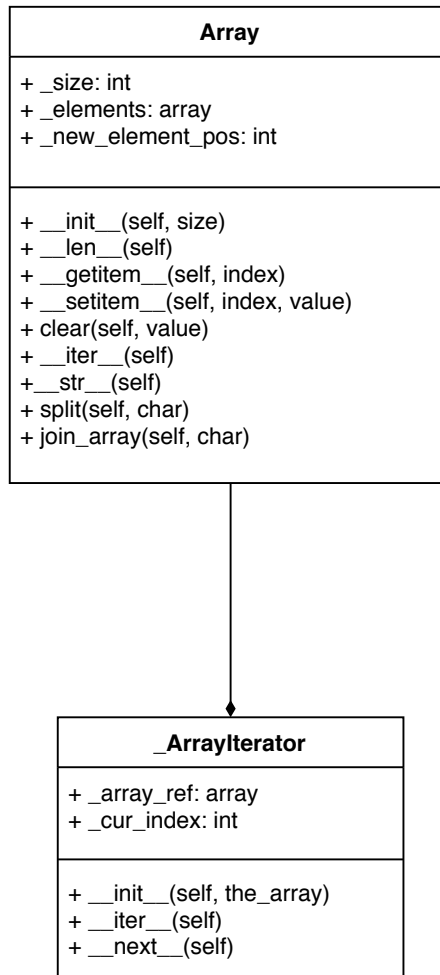 Array
+ _size: int
+ _elements: array
+ _new_element_pos: int
+ __init__(self, size)
+ __len__(self)
+ __getitem__(self, index)
+ __setitem__(self, index, value)
+ clear(self, value)
+ __iter__(self)
+__str__(self)
+ split(self, char)
+ join_array(self, char)
_ArrayIterator
+ _array_ref: array
+ _cur_index: int
+ __init__(self, the_array)
+ __iter__(self)
+ __next__(self)